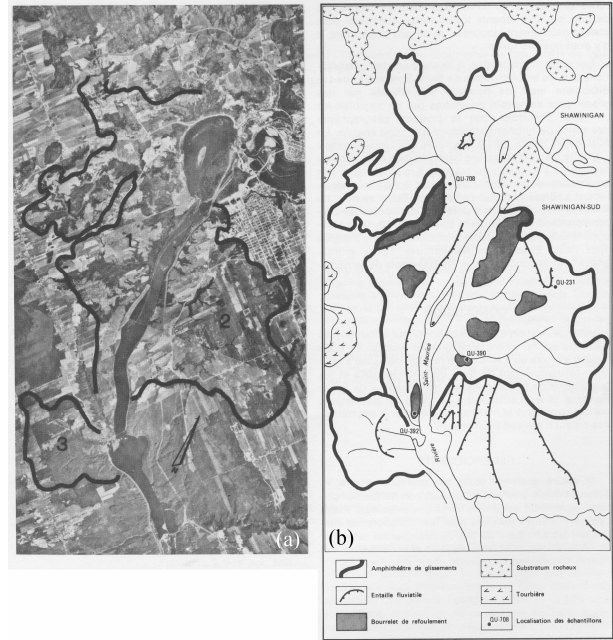 1
2
3
(a)
SHAWINIGAN
QU-708
SHAWINIGAN-SUD
QU-231
Saint-Maurice
QU-390
QU-392
Rivière
(b)
Amphithéâtre de glissements
Substratum rocheux
Entaille fluviatile
Tourbière
Bourrelet de refoulement
QU-708
Localisation des échantillons